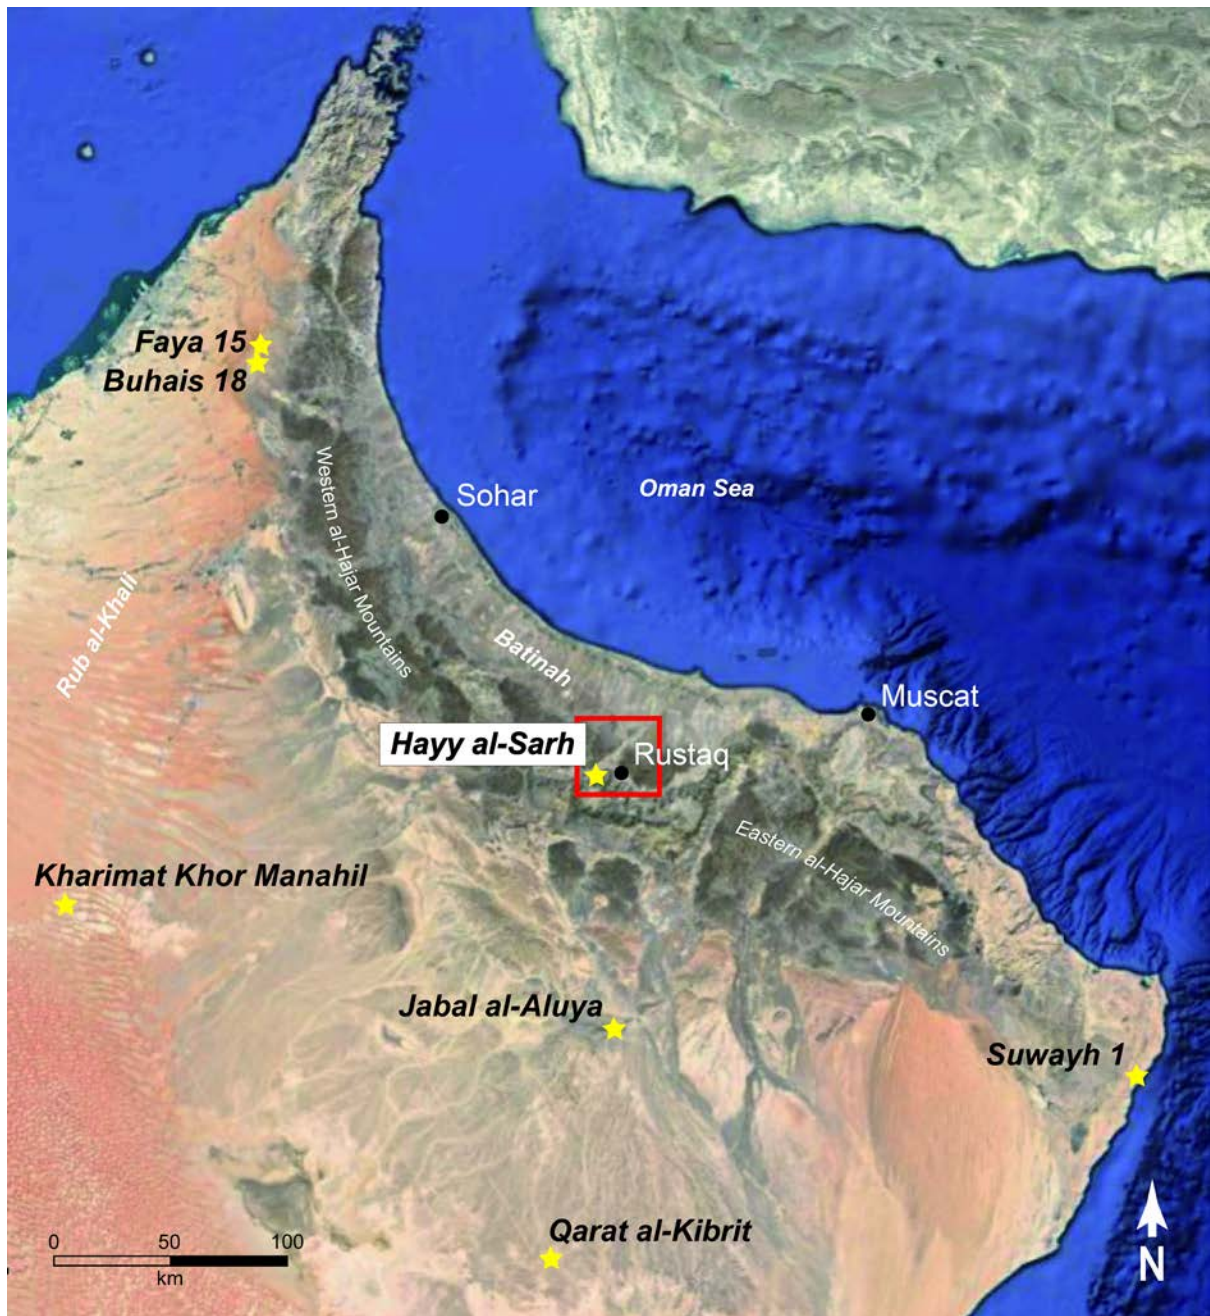 Faya 15
Buhais 18
Western al-Hajar Mountains
Sohar
Oman Sea
Rub al-Khali
Batinah
Muscat
Hayy al-Sarh
Rustaq
Eastern al-Hajar Mountains
Kharimat Khor Manahil
Jabal al-Aluya
Suwayh 1
Qarat al-Kibrit
0 50 100
km
N